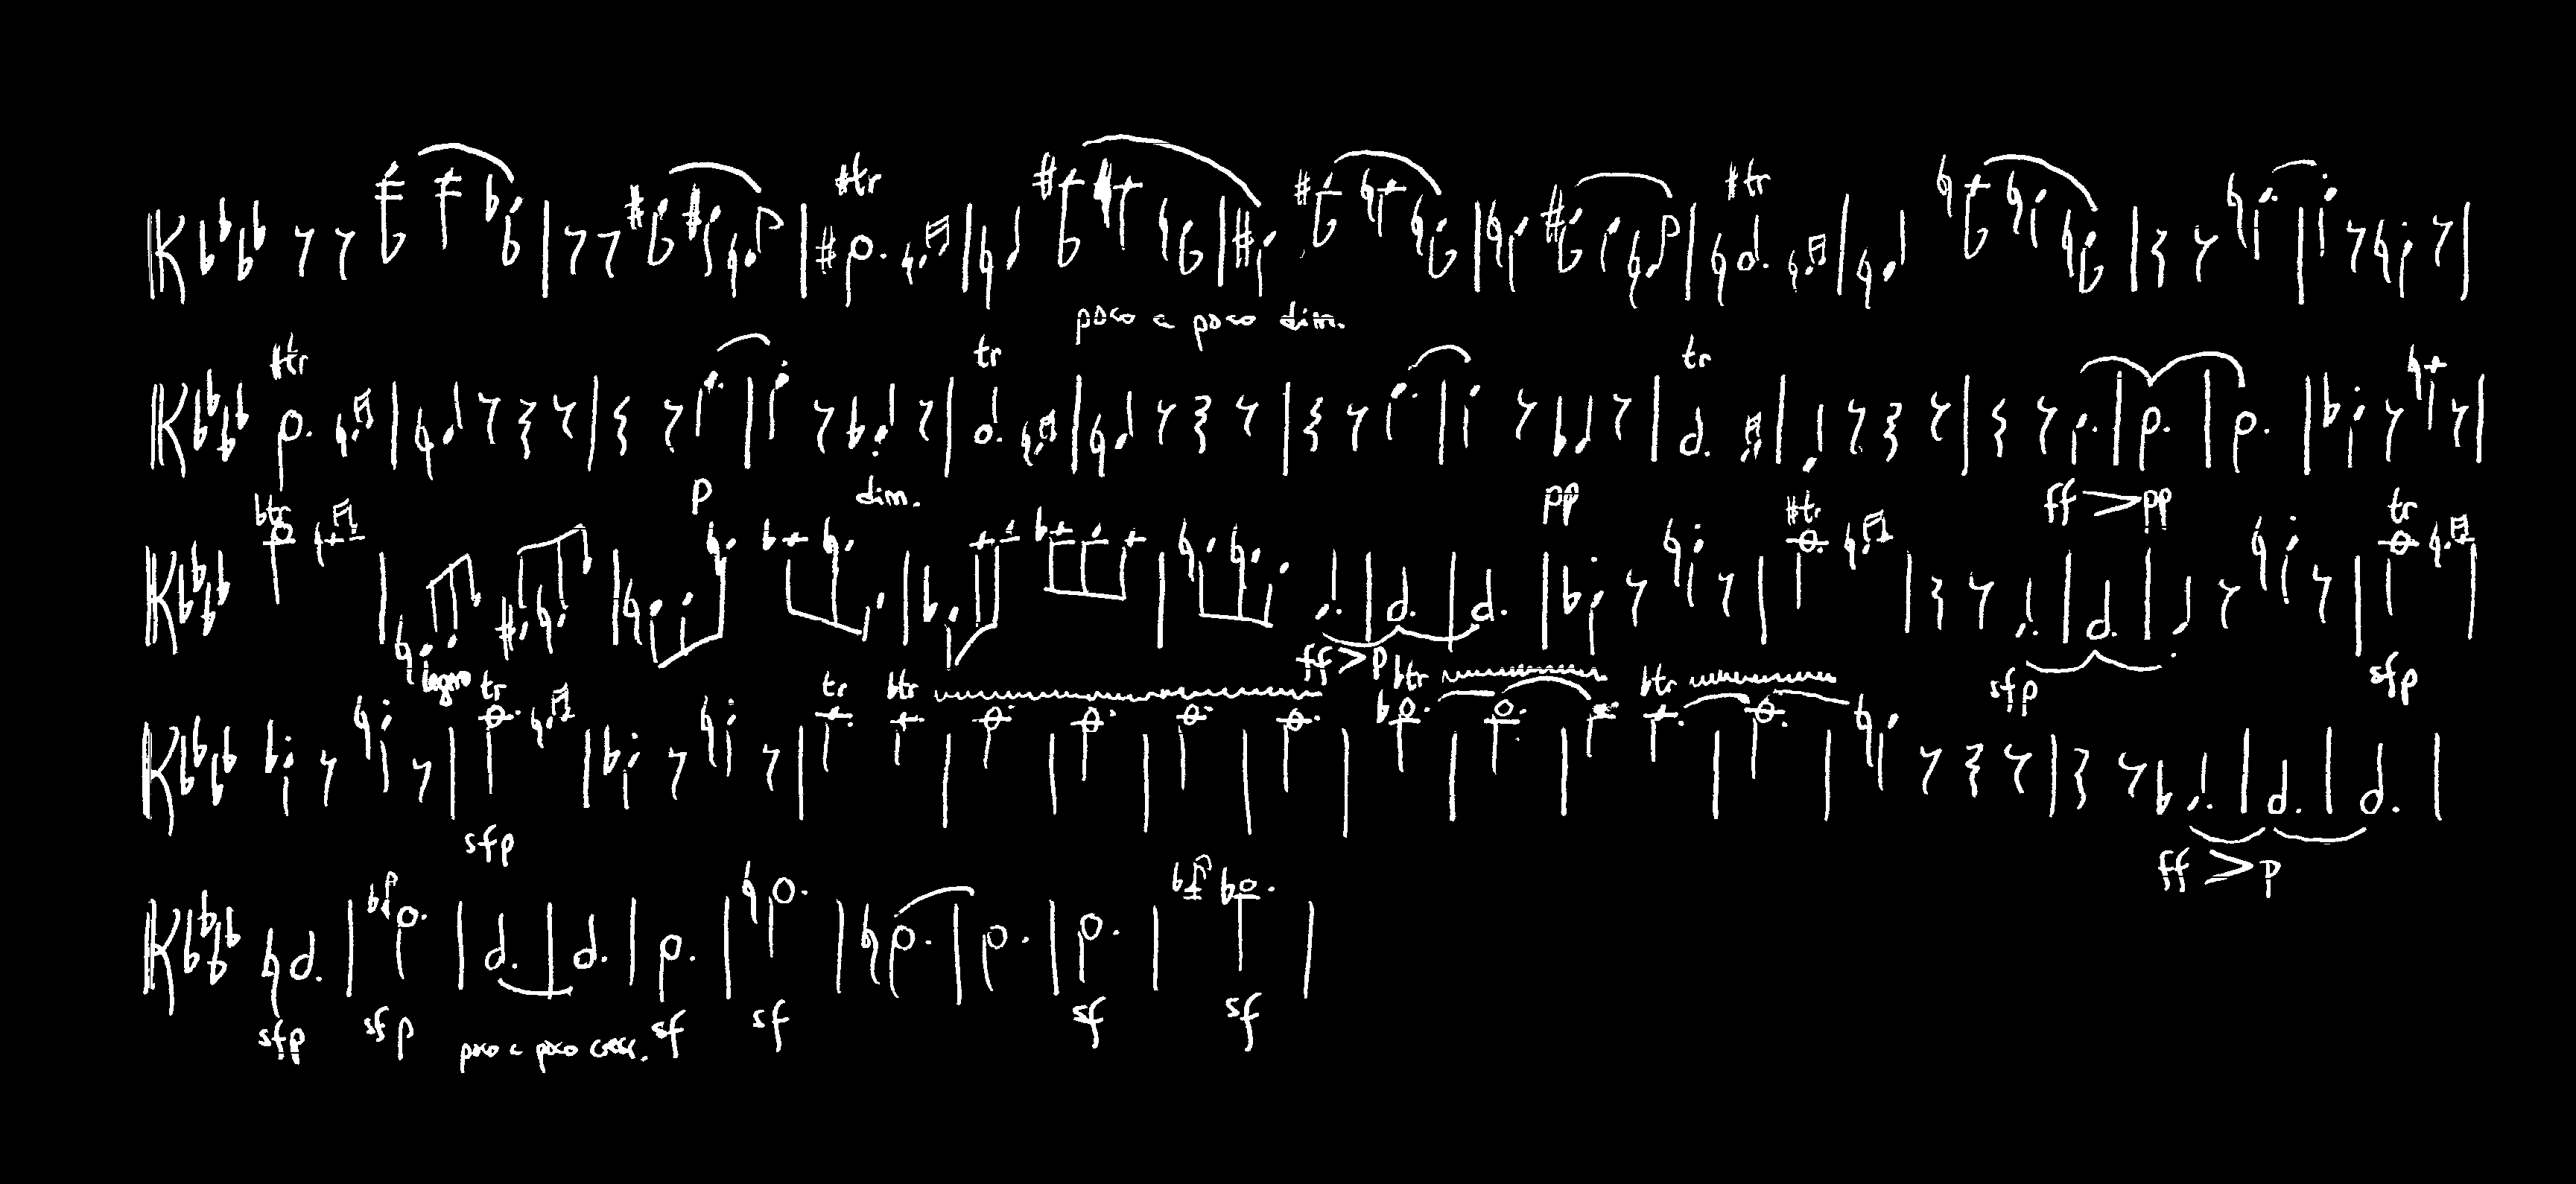 tr tr
poco a poco dim.
tr tr tr
p dim. pp ff pp
tr tr tr
legno ff p sfp sfp
tr tr tr tr tr
sfp ff p
sfp sfp poco a poco cresc. sf sf sf sf